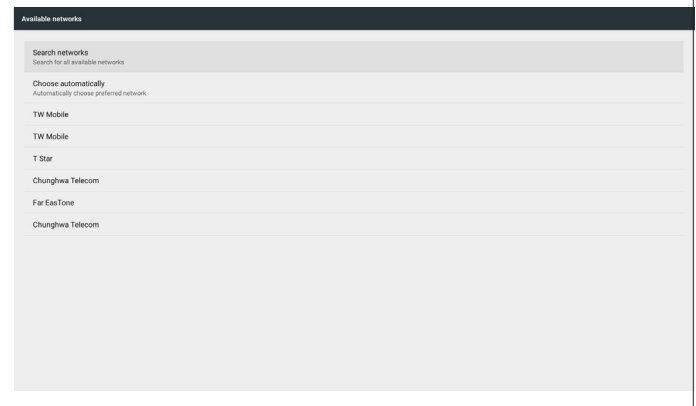 Available networks
Search networks
Search for all available networks
Choose automatically
Automatically choose preferred network
TW Mobile
TW Mobile
T Star
Chunghwa Telecom
Far EasTone
Chunghwa Telecom